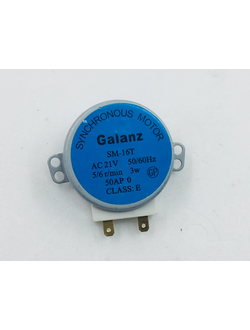 SYNCHRONOUS MOTOR
Galanz
SM-16T
AC 21V 50/60Hz
5/6 r/min 3w
50AP 0
CLASS: E